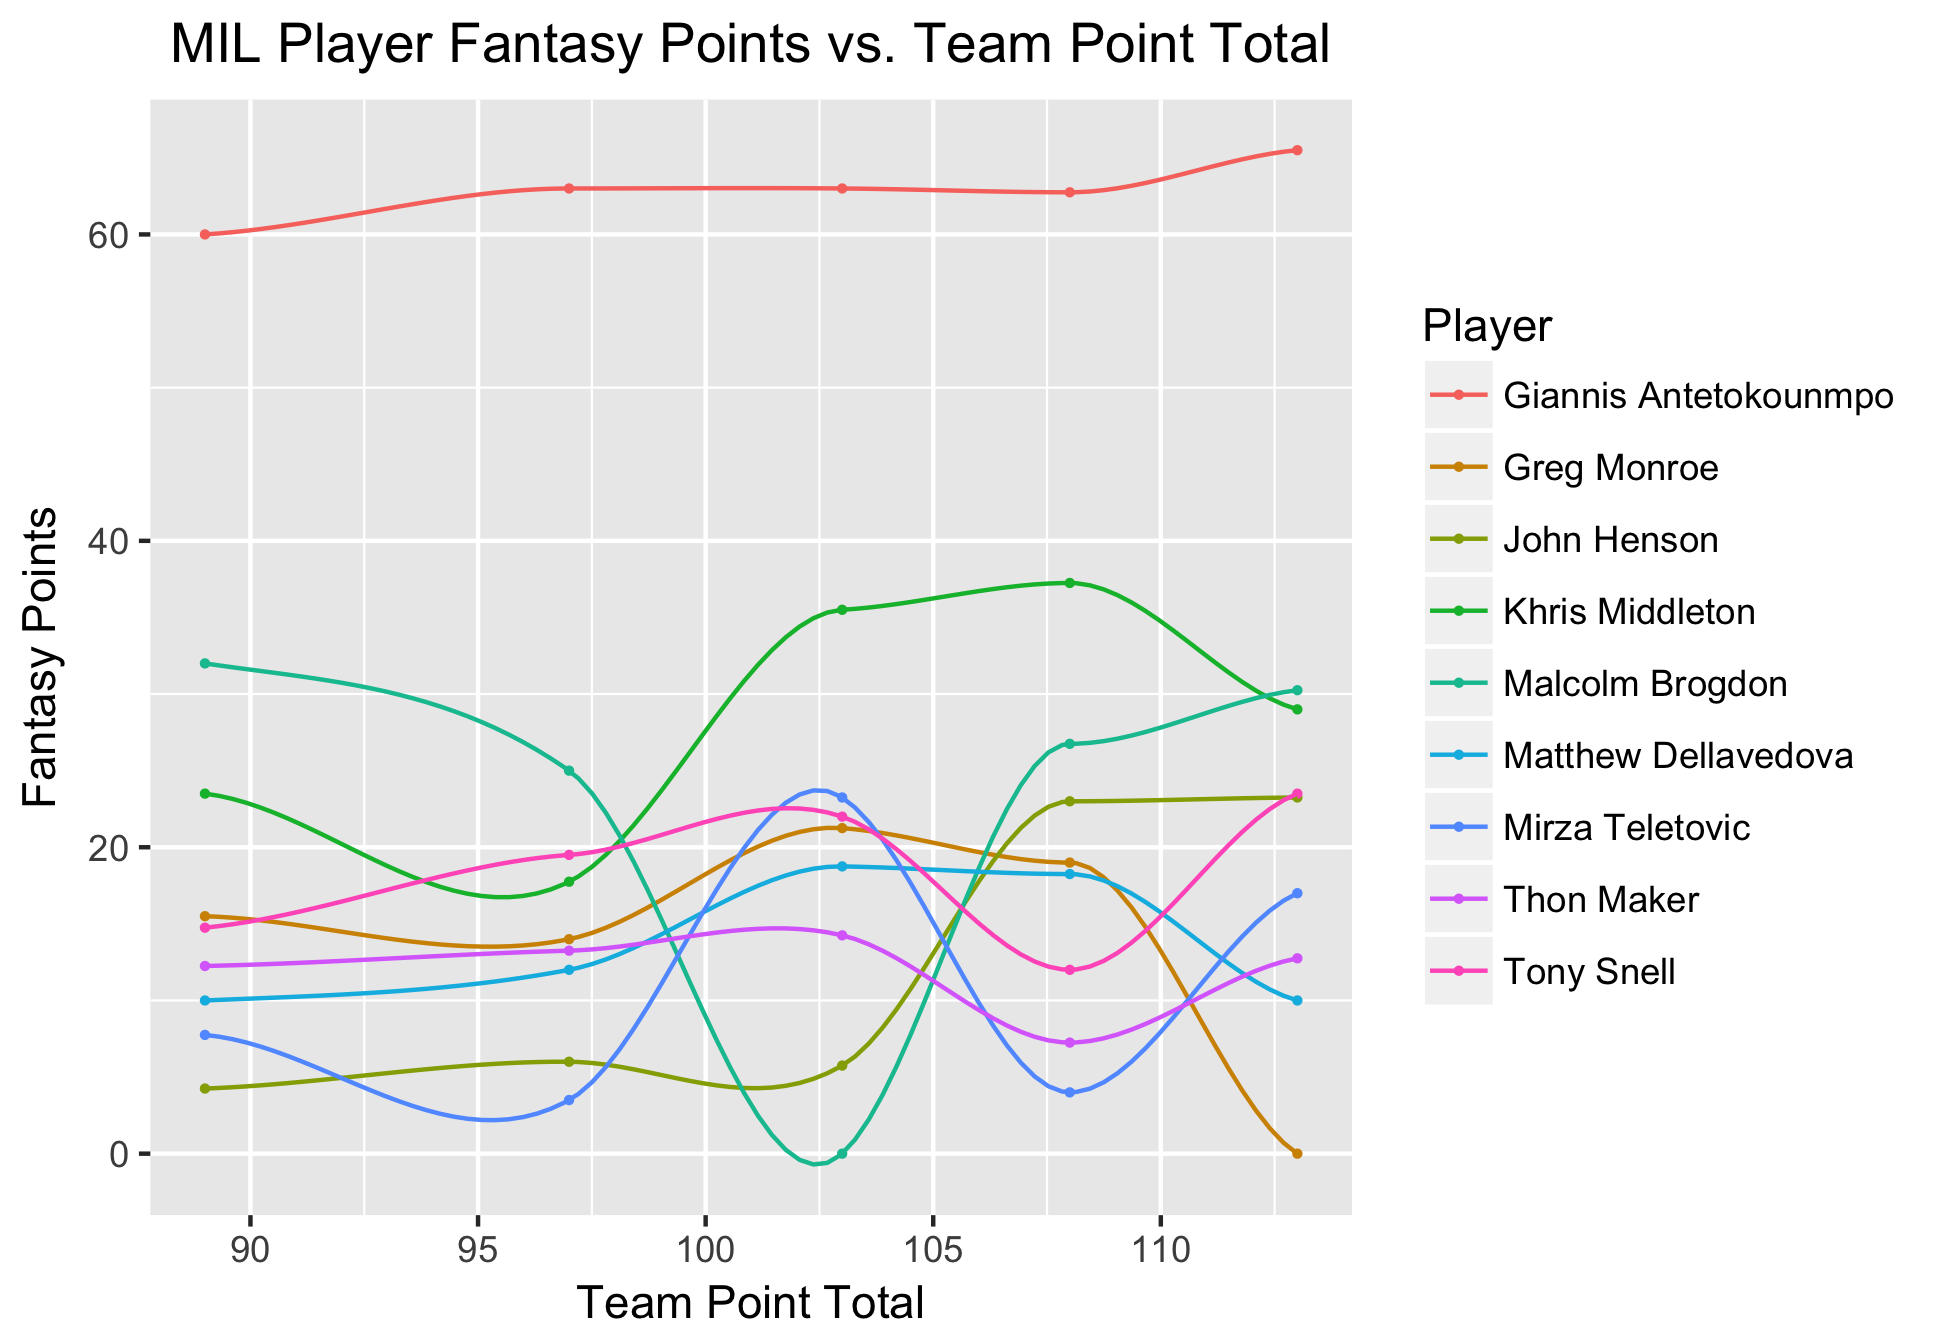 MIL Player Fantasy Points vs. Team Point Total
Fantasy Points
60
40
20
0
90 95 100 105 110
Team Point Total
Player
Giannis Antetokounmpo
Greg Monroe
John Henson
Khris Middleton
Malcolm Brogdon
Matthew Dellavedova
Mirza Teletovic
Thon Maker
Tony Snell